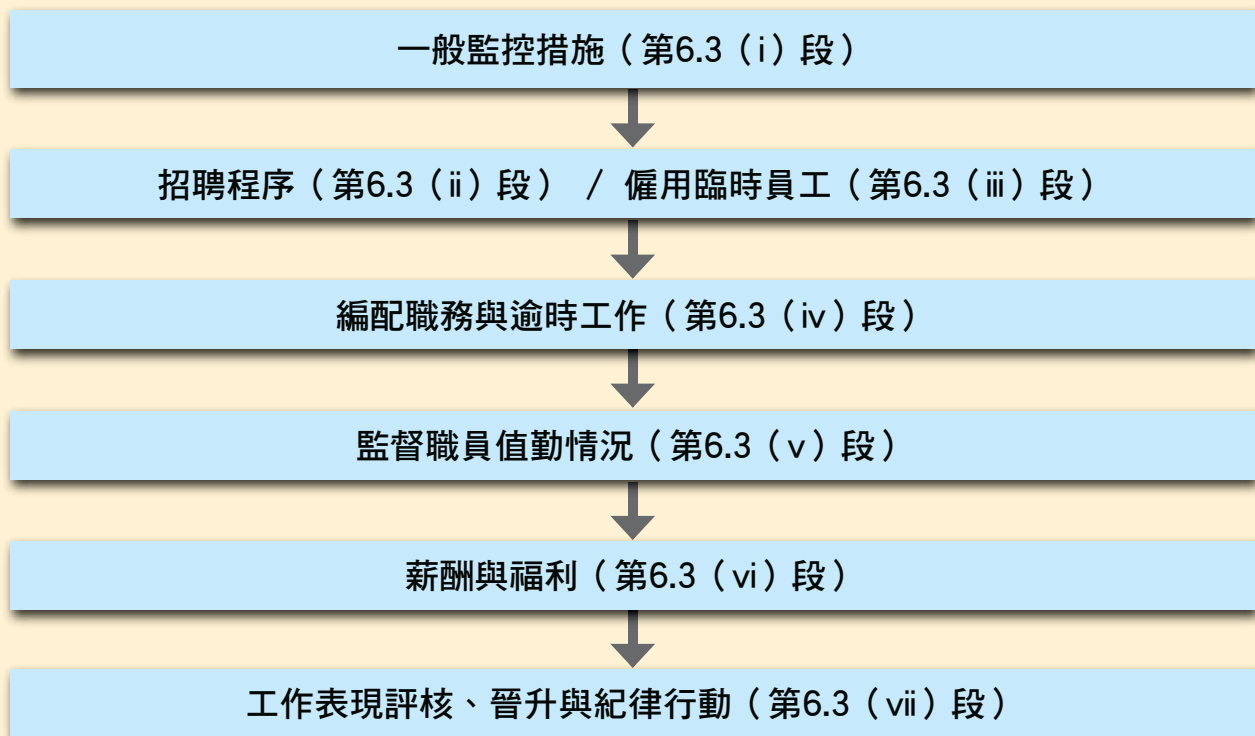 一般監控措施（第6.3（i）段）
招聘程序（第6.3（ii）段） / 僱用臨時員工（第6.3（iii）段）
編配職務與逾時工作（第6.3（iv）段）
監督職員值勤情況（第6.3（v）段）
薪酬與福利（第6.3（vi）段）
工作表現評核、晉升與紀律行動（第6.3（vii）段）